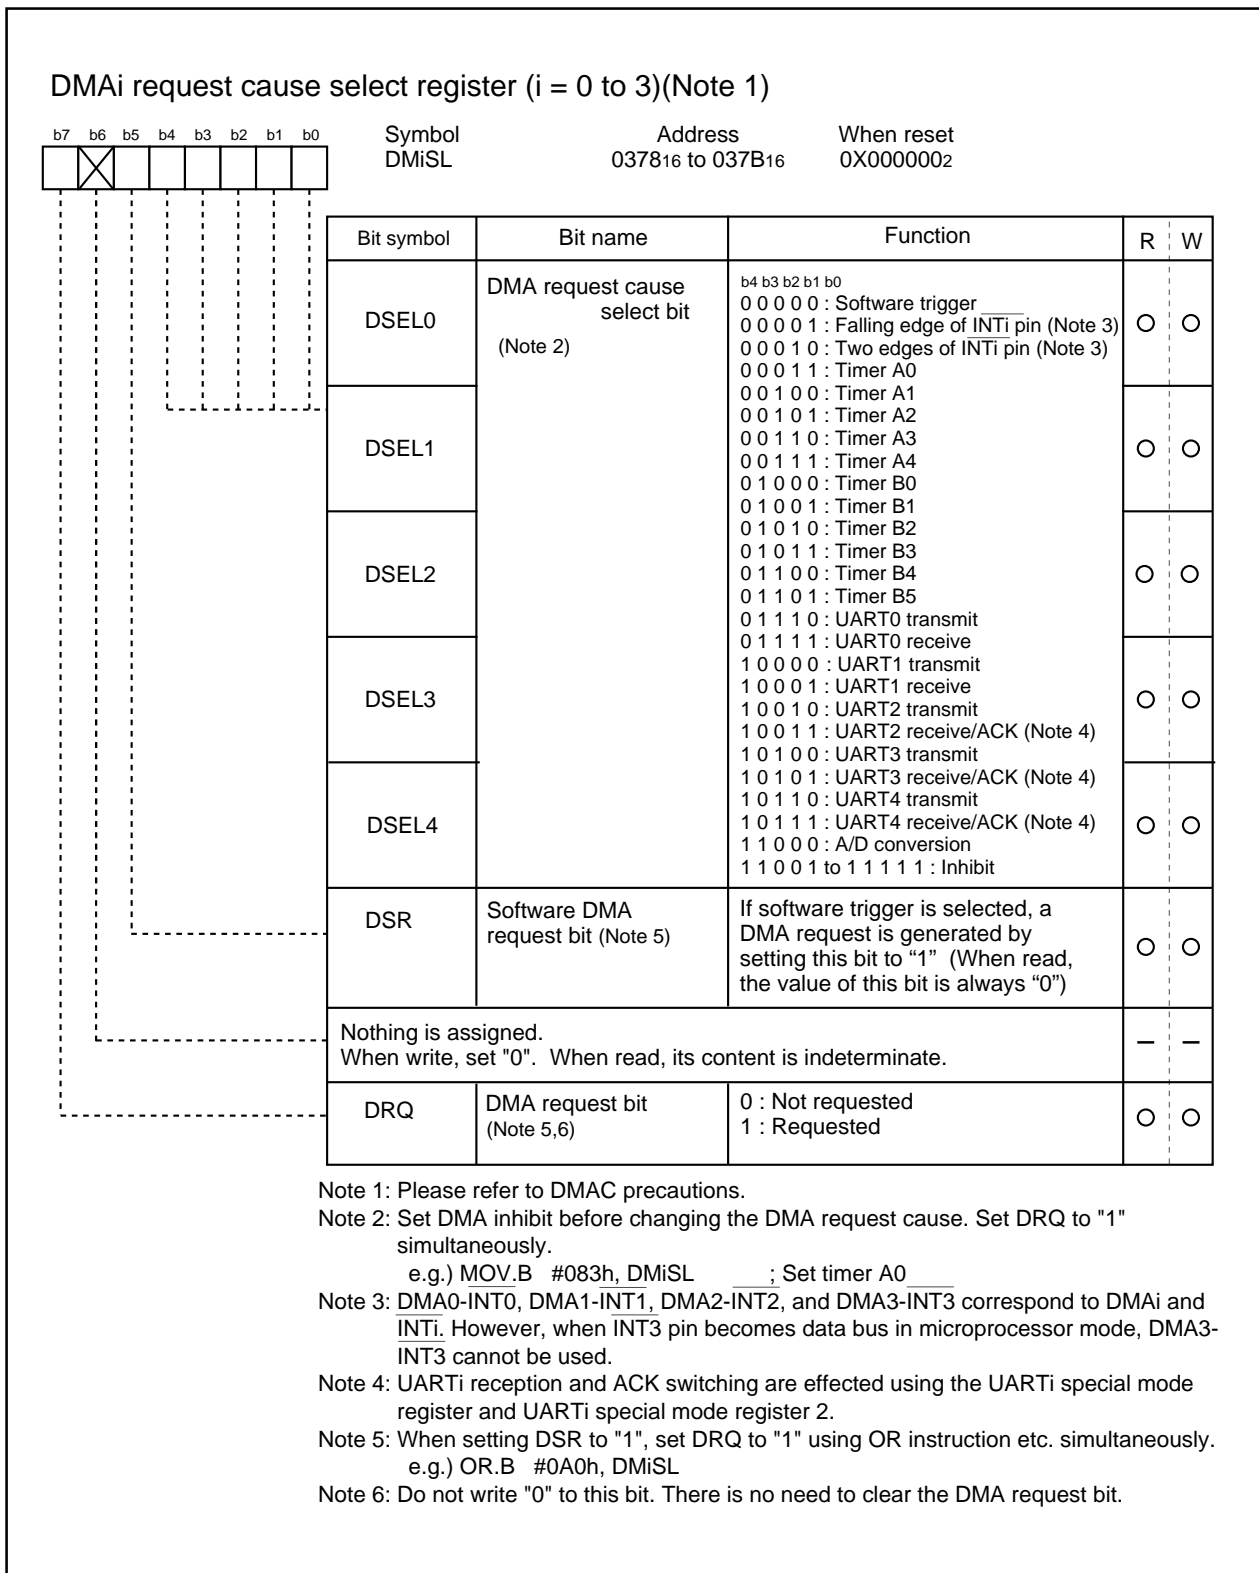 DMAi request cause select register (i = 0 to 3)(Note 1)
b7 b6 b5 b4 b3 b2 b1 b0
Symbol Address When reset
DMiSL 037816 to 037B16 0X0000002
Bit symbol Bit name Function R W
DSEL0
DMA request cause
select bit
(Note 2)
b4 b3 b2 b1 b0
0 0 0 0 0 : Software trigger
0 0 0 0 1 : Falling edge of INTi pin (Note 3)
0 0 0 1 0 : Two edges of INTi pin (Note 3)
0 0 0 1 1 : Timer A0
0 0 1 0 0 : Timer A1
0 0 1 0 1 : Timer A2
0 0 1 1 0 : Timer A3
0 0 1 1 1 : Timer A4
0 1 0 0 0 : Timer B0
0 1 0 0 1 : Timer B1
0 1 0 1 0 : Timer B2
0 1 0 1 1 : Timer B3
0 1 1 0 0 : Timer B4
0 1 1 0 1 : Timer B5
0 1 1 1 0 : UART0 transmit
0 1 1 1 1 : UART0 receive
1 0 0 0 0 : UART1 transmit
1 0 0 0 1 : UART1 receive
1 0 0 1 0 : UART2 transmit
1 0 0 1 1 : UART2 receive/ACK (Note 4)
1 0 1 0 0 : UART3 transmit
1 0 1 0 1 : UART3 receive/ACK (Note 4)
1 0 1 1 0 : UART4 transmit
1 0 1 1 1 : UART4 receive/ACK (Note 4)
1 1 0 0 0 : A/D conversion
1 1 0 0 1 to 1 1 1 1 1 : Inhibit
DSEL1
DSEL2
DSEL3
DSEL4
DSR
Software DMA
request bit (Note 5)
If software trigger is selected, a
DMA request is generated by
setting this bit to “1” (When read,
the value of this bit is always “0”)
Nothing is assigned.
When write, set "0". When read, its content is indeterminate.
– –
DRQ
DMA request bit
(Note 5,6)
0 : Not requested
1 : Requested
Note 1: Please refer to DMAC precautions.
Note 2: Set DMA inhibit before changing the DMA request cause. Set DRQ to "1"
simultaneously.
e.g.) MOV.B #083h, DMiSL ; Set timer A0
Note 3: DMA0-INT0, DMA1-INT1, DMA2-INT2, and DMA3-INT3 correspond to DMAi and
INTi. However, when INT3 pin becomes data bus in microprocessor mode, DMA3-
INT3 cannot be used.
Note 4: UARTi reception and ACK switching are effected using the UARTi special mode
register and UARTi special mode register 2.
Note 5: When setting DSR to "1", set DRQ to "1" using OR instruction etc. simultaneously.
e.g.) OR.B #0A0h, DMiSL
Note 6: Do not write "0" to this bit. There is no need to clear the DMA request bit.